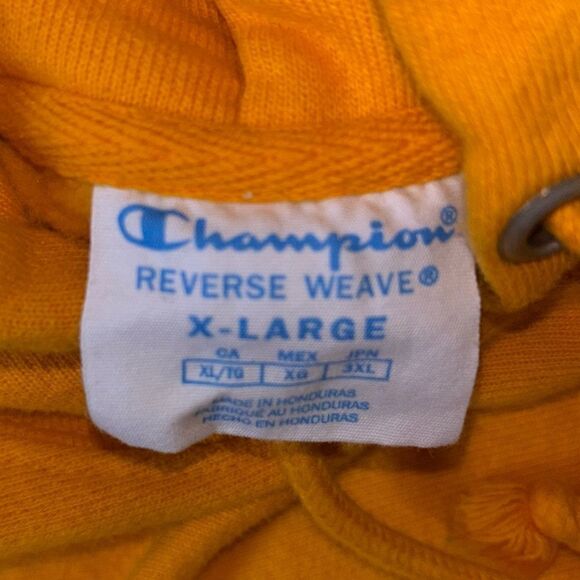 Champion®
REVERSE WEAVE®
X-LARGE
CA MEX JPN
XL/TG XG 3XL
MADE IN HONDURAS
FABRIQUÉ AU HONDURAS
HECHO EN HONDURAS